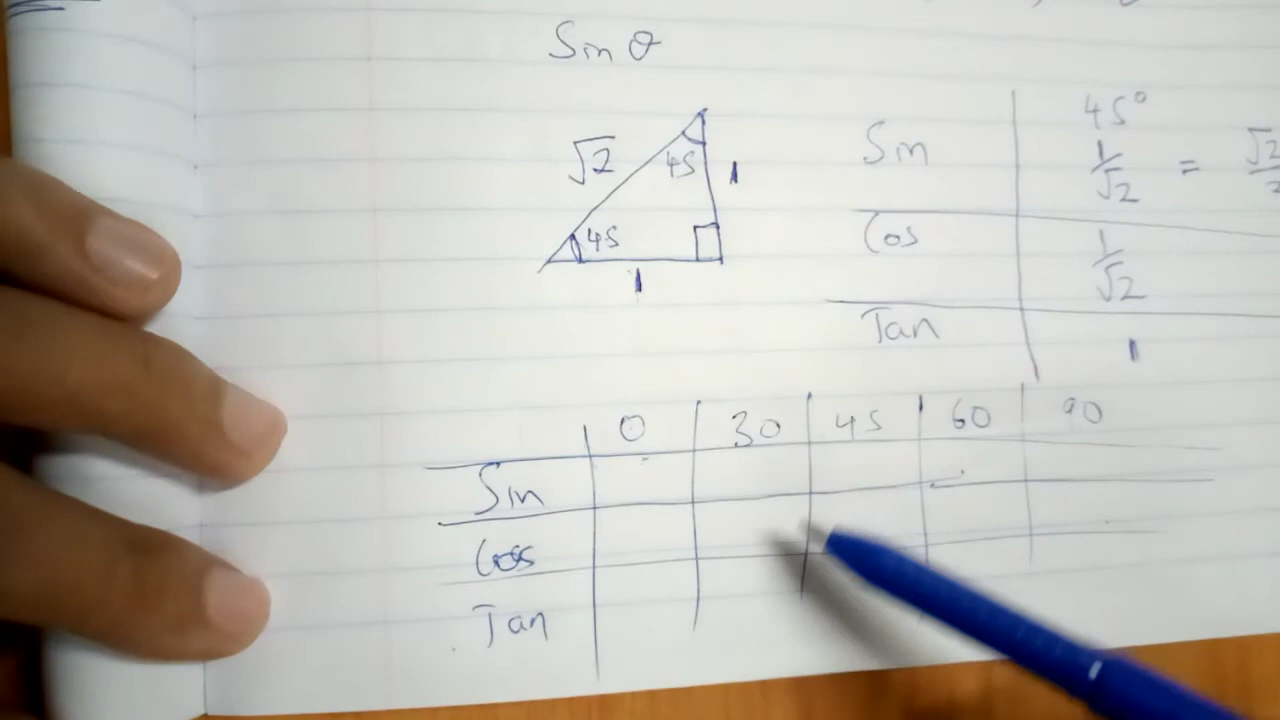 Sin θ
√2
45
1
45
1
45°
Sin
1/√2 = √2
Cos
1/√2
Tan
1
0 30 45 60 90
Sin
Cos
Tan